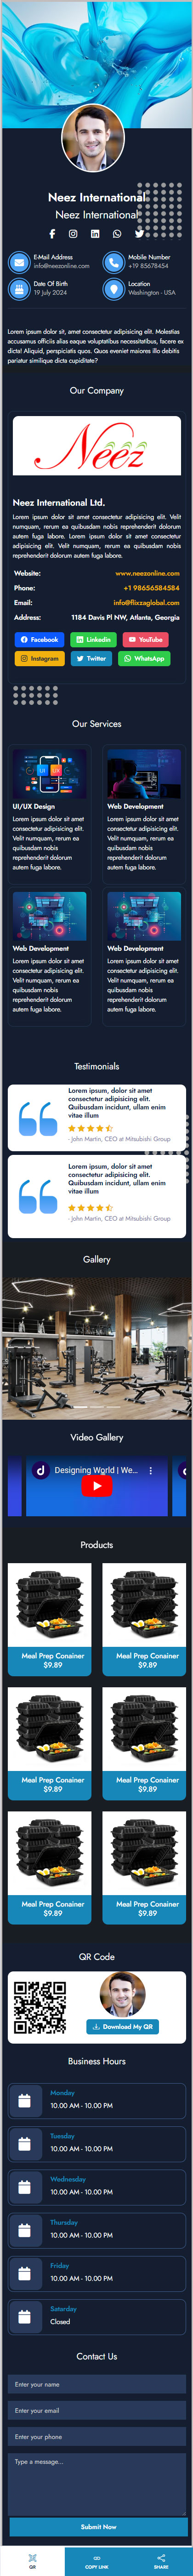 Neez International
Neez International
E-Mail Address
info@neezonline.com
Mobile Number
+19 85678454
Date Of Birth
19 July 2024
Location
Washington - USA
Lorem ipsum dolor sit, amet consectetur adipisicing elit. Molestias
accusamus officiis alias eaque voluptatibus necessitatibus, facere ex
dicta! Aliquid, perspiciatis quos. Quos eveniet maiores illo debitis
pariatur similique dicta cupiditate?
Our Company
Neez
Neez International Ltd.
Lorem ipsum dolor sit amet consectetur adipisicing elit. Velit
numquam, rerum ea quibusdam nobis reprehenderit dolorum
autem fuga labore. Lorem ipsum dolor sit amet consectetur
adipisicing elit. Velit numquam, rerum ea quibusdam nobis
reprehenderit dolorum autem fuga labore.
Website: www.neezonline.com
Phone: +1 98656584584
Email: info@flixzaglobal.com
Address: 1184 Davis Pl NW, Atlanta, Georgia
Facebook
Linkedin
YouTube
Instagram
Twitter
WhatsApp
Our Services
UI/UX Design
Lorem ipsum dolor sit amet
consectetur adipisicing elit.
Velit numquam, rerum ea
quibusdam nobis
reprehenderit dolorum
autem fuga labore.
Web Development
Lorem ipsum dolor sit amet
consectetur adipisicing elit.
Velit numquam, rerum ea
quibusdam nobis
reprehenderit dolorum
autem fuga labore.
Web Development
Lorem ipsum dolor sit amet
consectetur adipisicing elit.
Velit numquam, rerum ea
quibusdam nobis
reprehenderit dolorum
autem fuga labore.
Web Development
Lorem ipsum dolor sit amet
consectetur adipisicing elit.
Velit numquam, rerum ea
quibusdam nobis
reprehenderit dolorum
autem fuga labore.
Testimonials
Lorem ipsum, dolor sit amet
consectetur adipisicing elit.
Quibusdam incidunt, ullam enim
vitae illum
- John Martin, CEO at Mitsubishi Group
Lorem ipsum, dolor sit amet
consectetur adipisicing elit.
Quibusdam incidunt, ullam enim
vitae illum
- John Martin, CEO at Mitsubishi Group
Gallery
Video Gallery
Designing World | We...
Products
Meal Prep Conainer
$9.89
Meal Prep Conainer
$9.89
Meal Prep Conainer
$9.89
Meal Prep Conainer
$9.89
Meal Prep Conainer
$9.89
Meal Prep Conainer
$9.89
QR Code
Download My QR
Business Hours
Monday
10.00 AM - 10.00 PM
Tuesday
10.00 AM - 10.00 PM
Wednesday
10.00 AM - 10.00 PM
Thursday
10.00 AM - 10.00 PM
Friday
10.00 AM - 10.00 PM
Saturday
Closed
Contact Us
Enter your name
Enter your email
Enter your phone
Type a message...
Submit Now
QR
COPY LINK
SHARE